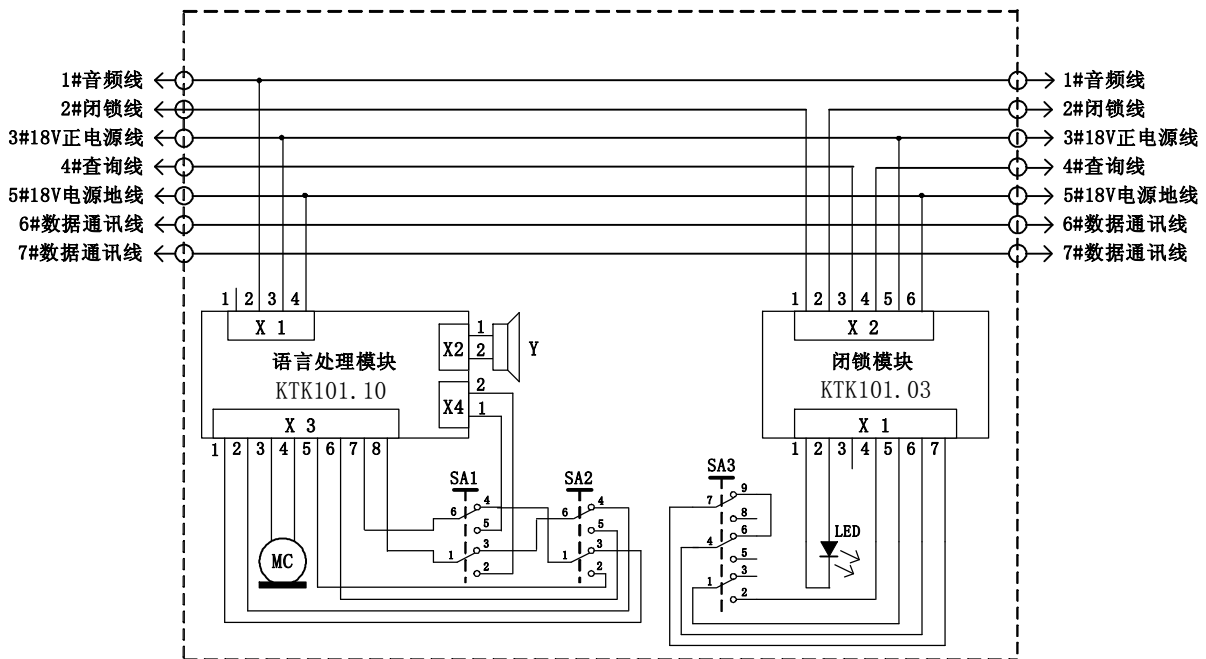 1#音频线 1#音频线
2#闭锁线 2#闭锁线
3#18V正电源线 3#18V正电源线
4#查询线 4#查询线
5#18V电源地线 5#18V电源地线
6#数据通讯线 6#数据通讯线
7#数据通讯线 7#数据通讯线
1 2 3 4
X 1
语言处理模块
KTK101.10
X 3
1 2 3 4 5 6 7 8
X2
1
2
Y
X4
2
1
1 2 3 4 5 6
X 2
闭锁模块
KTK101.03
X 1
1 2 3 4 5 6 7
SA1
4
6
5
3
1
2
SA2
4
6
5
3
1
2
SA3
9
7
8
6
4
5
3
1
2
LED
MC